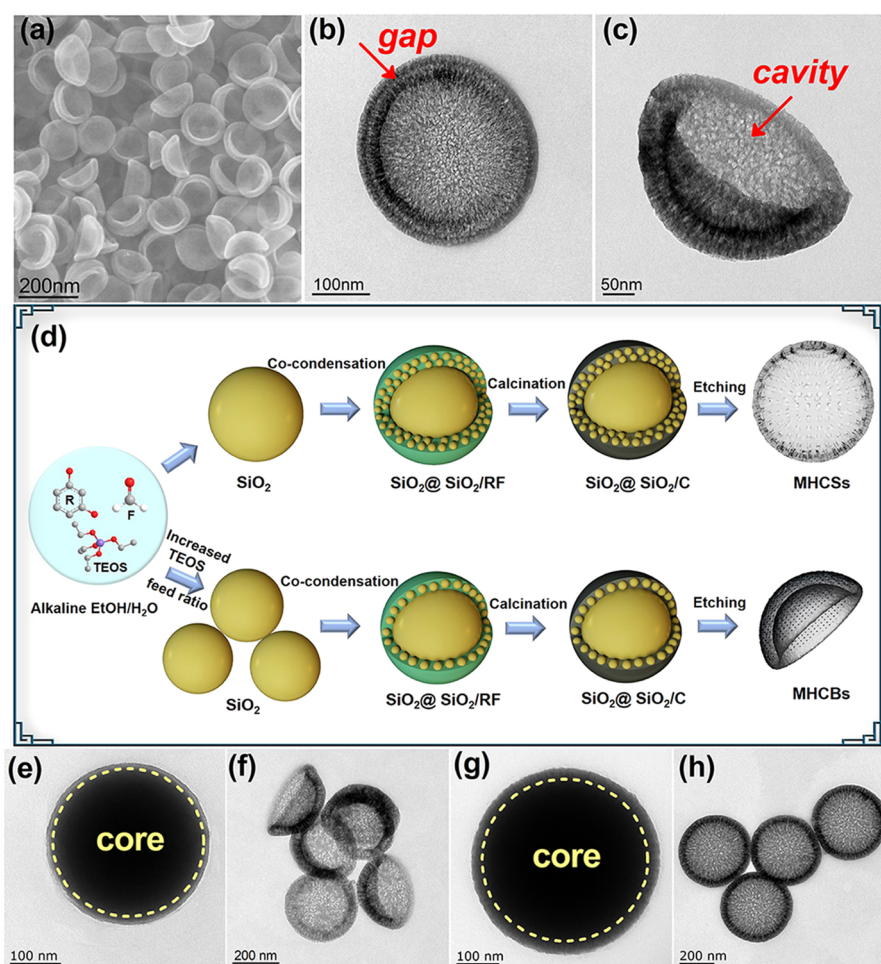 (a)
200nm
(b)
gap
100nm
(c)
cavity
50nm
(d)
R
F
TEOS
Alkaline EtOH/H₂O
Increased
TEOS
feed ratio
SiO₂
Co-condensation
SiO₂@ SiO₂/RF
Calcination
SiO₂@ SiO₂/C
Etching
MHCSs
SiO₂
Co-condensation
SiO₂@ SiO₂/RF
Calcination
SiO₂@ SiO₂/C
Etching
MHCBs
(e)
core
100 nm
(f)
200 nm
(g)
core
100 nm
(h)
200 nm